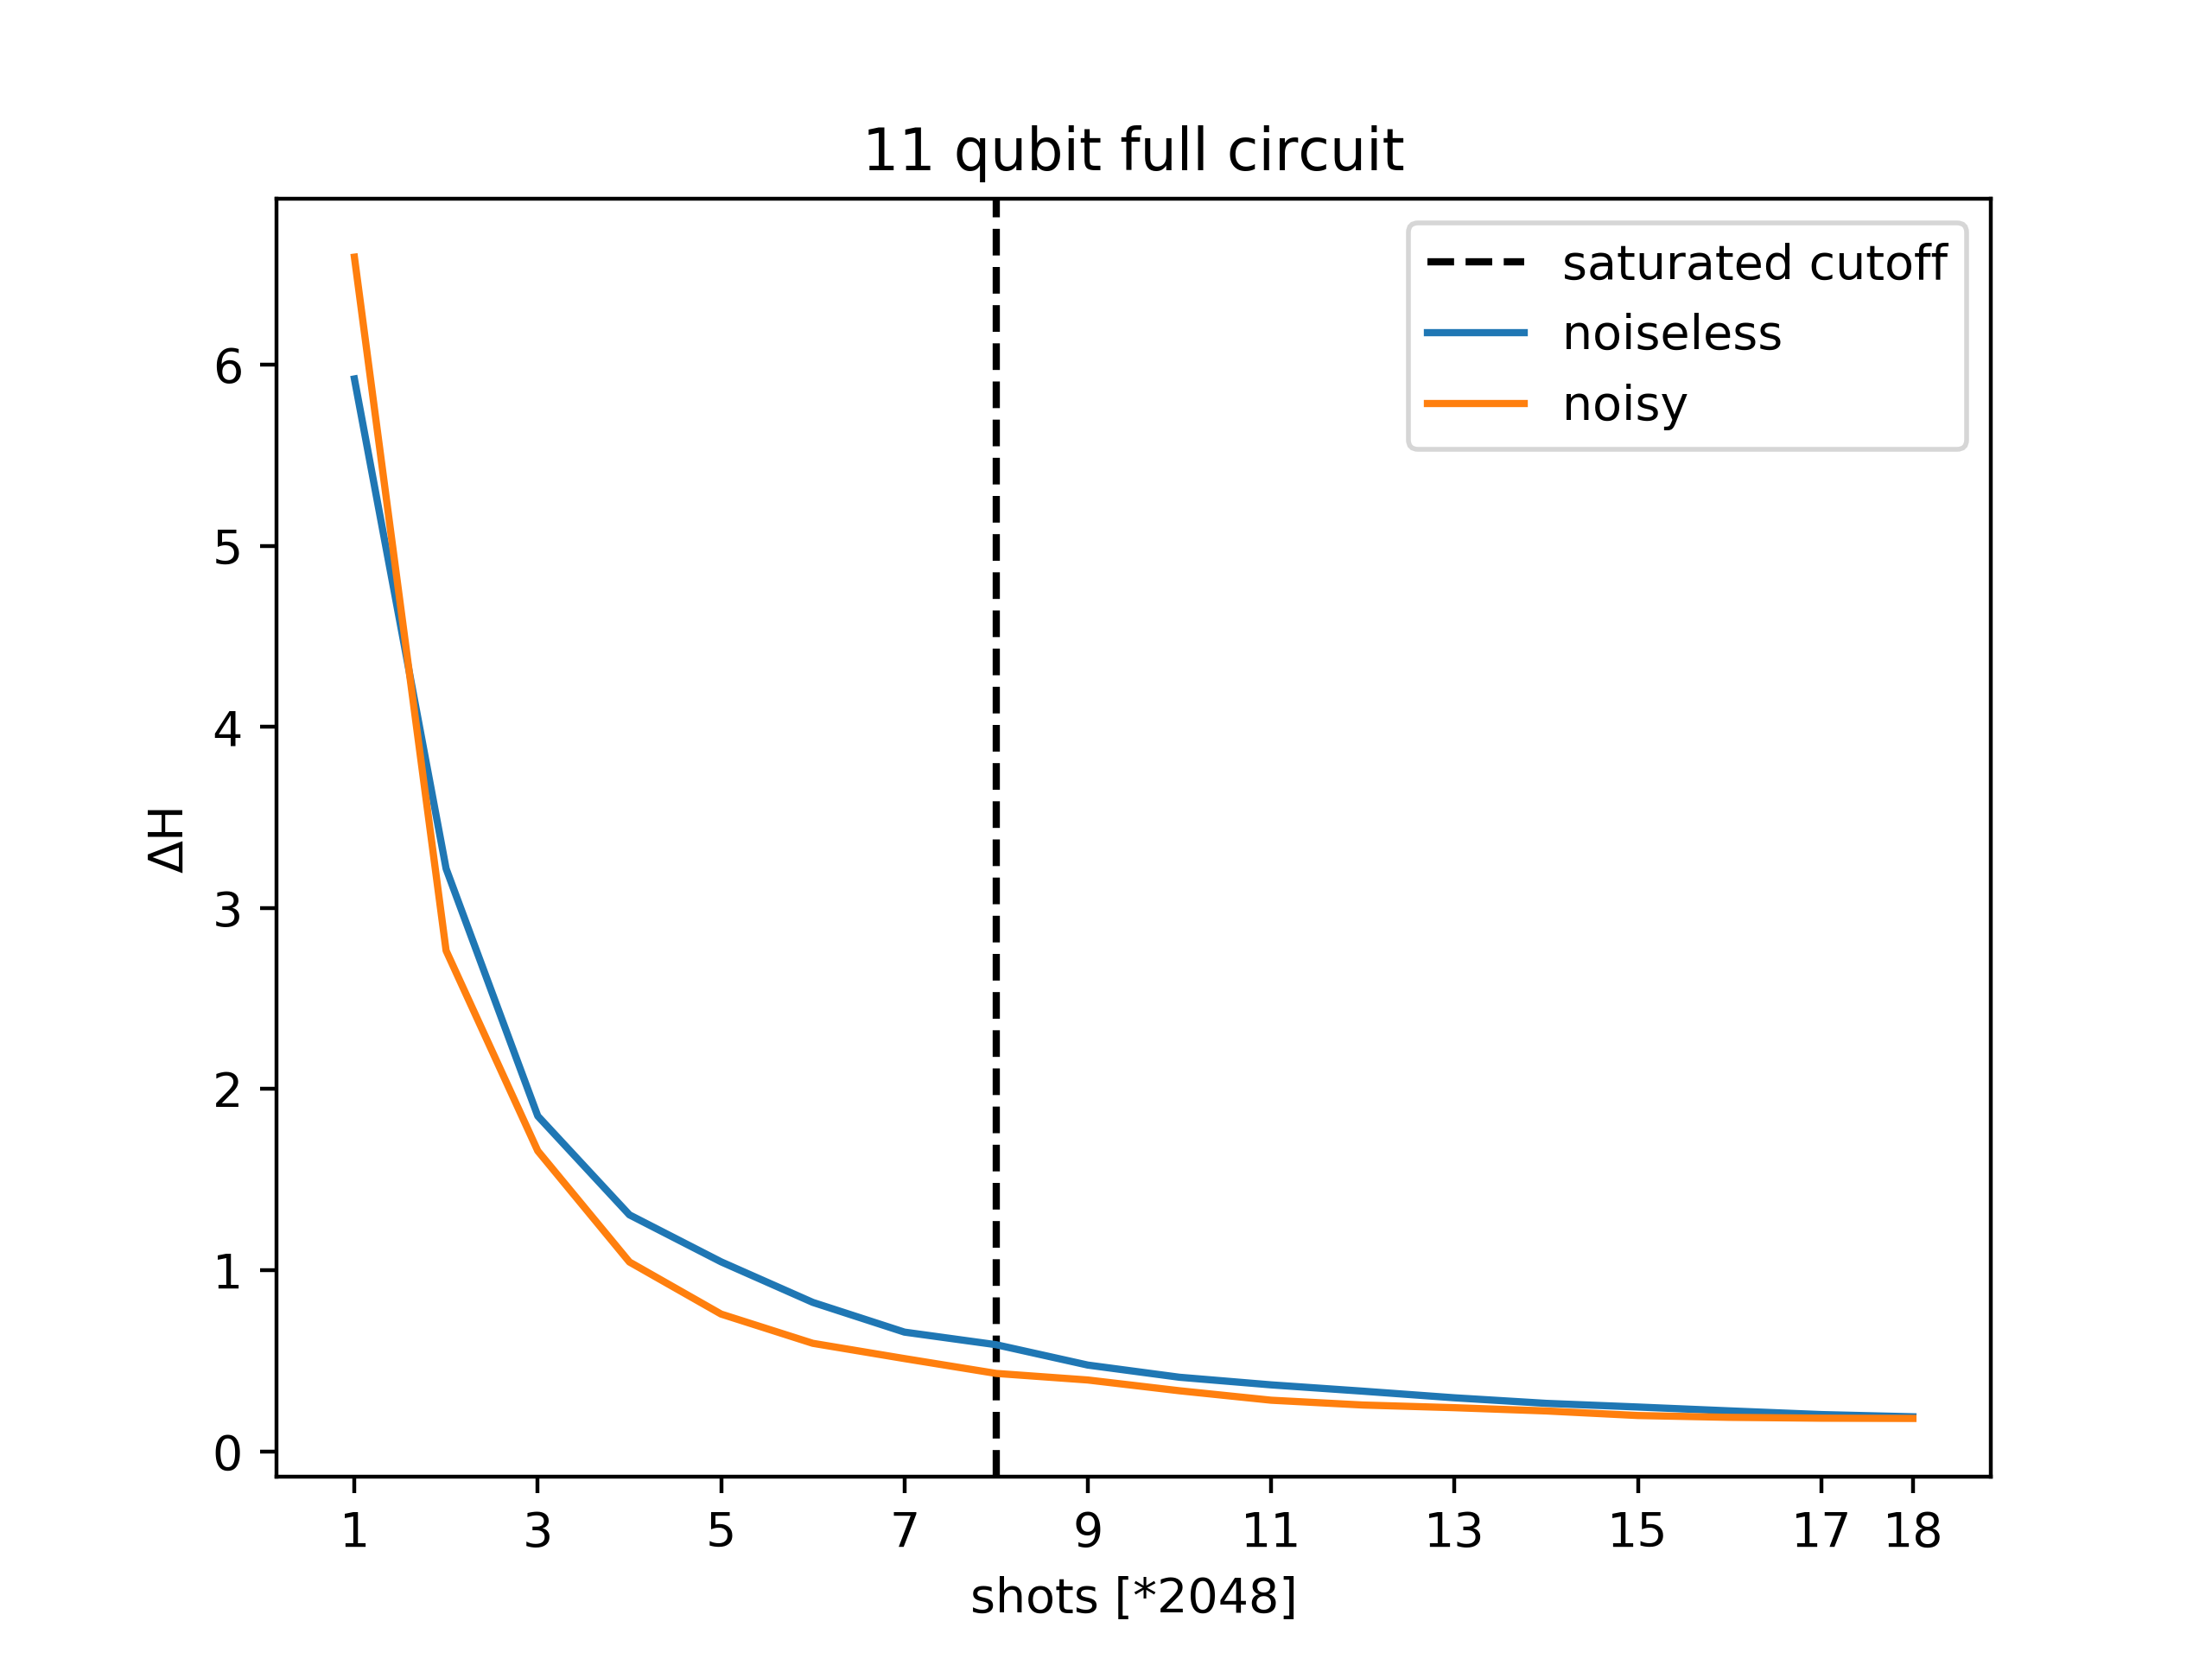 11 qubit full circuit
saturated cutoff
noiseless
noisy
6
5
4
3
2
1
0
ΔH
1 3 5 7 9 11 13 15 17 18
shots [*2048]